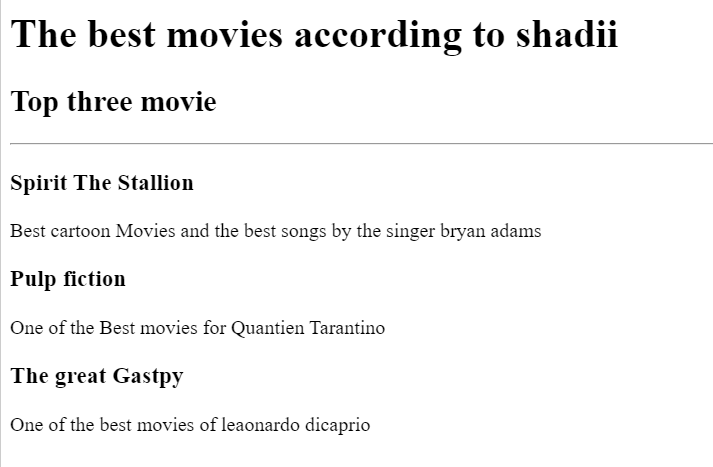 The best movies according to shadii
Top three movie
Spirit The Stallion
Best cartoon Movies and the best songs by the singer bryan adams
Pulp fiction
One of the Best movies for Quantien Tarantino
The great Gastpy
One of the best movies of leaonardo dicaprio